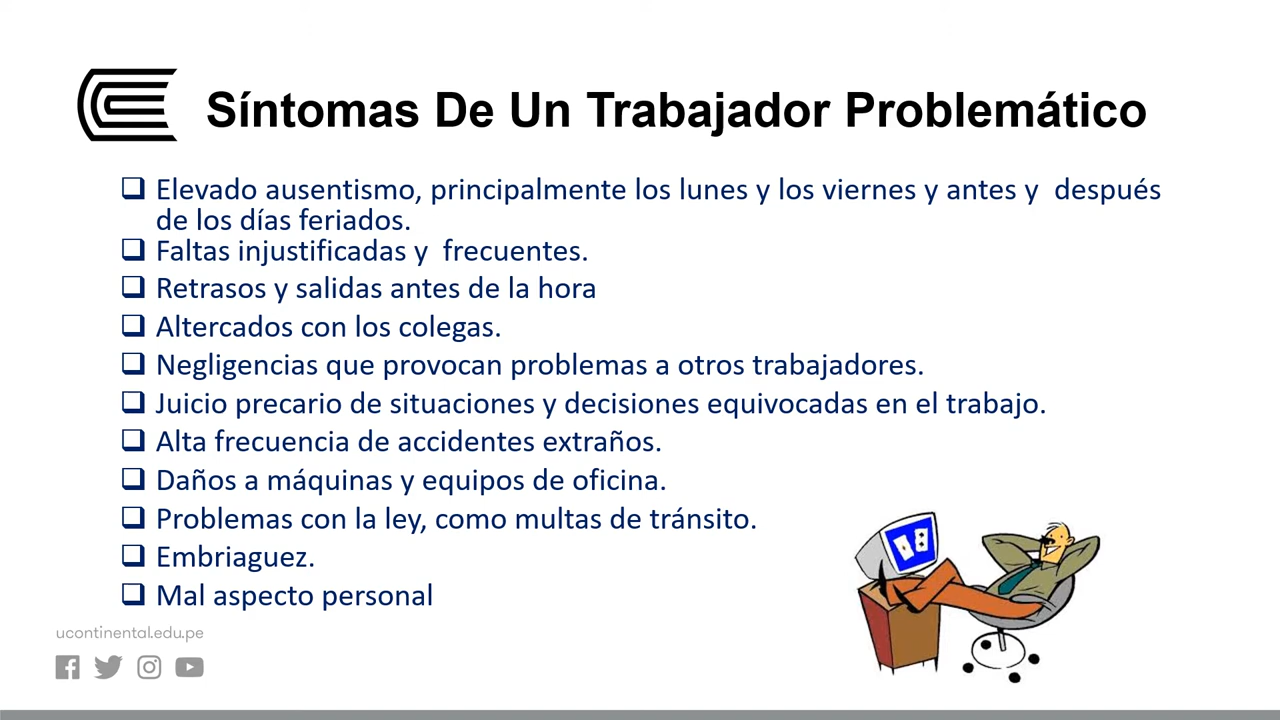 Síntomas De Un Trabajador Problemático
❑ Elevado ausentismo, principalmente los lunes y los viernes y antes y  después
de los días feriados.
❑ Faltas injustificadas y  frecuentes.
❑ Retrasos y salidas antes de la hora
❑ Altercados con los colegas.
❑ Negligencias que provocan problemas a otros trabajadores.
❑ Juicio precario de situaciones y decisiones equivocadas en el trabajo.
❑ Alta frecuencia de accidentes extraños.
❑ Daños a máquinas y equipos de oficina.
❑ Problemas con la ley, como multas de tránsito.
❑ Embriaguez.
❑ Mal aspecto personal
ucontinental.edu.pe